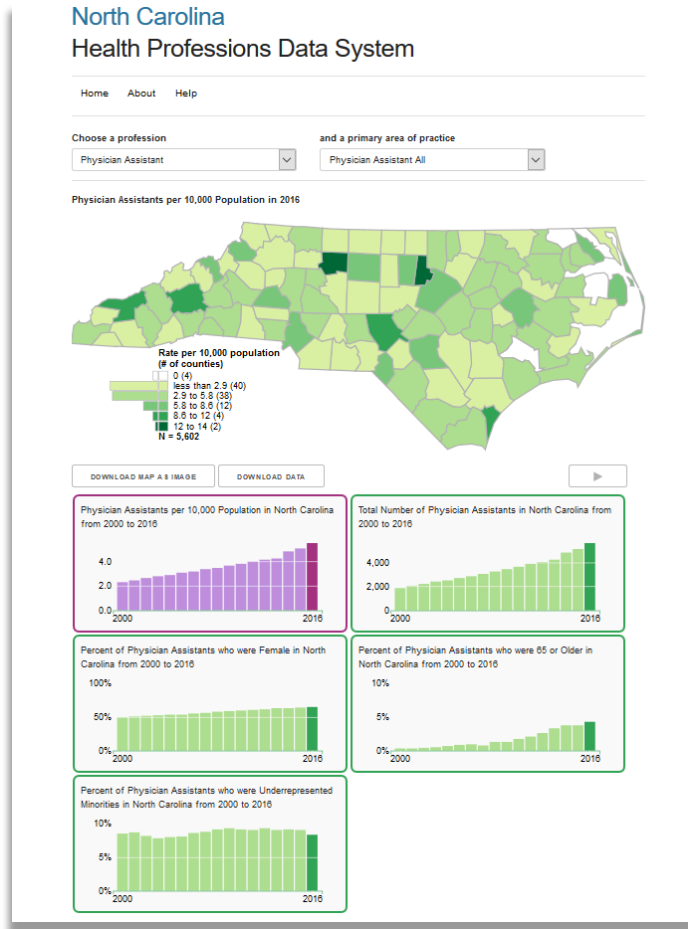 North Carolina
Health Professions Data System
Home About Help
Choose a profession and a primary area of practice
Physician Assistant Physician Assistant All
Physician Assistants per 10,000 Population in 2016
Rate per 10,000 population
(# of counties)
0 (4)
less than 2.9 (40)
2.9 to 5.8 (38)
5.8 to 8.6 (12)
8.6 to 12 (4)
12 to 14 (2)
N = 5,602
DOWNLOAD MAP AS IMAGE DOWNLOAD DATA
Physician Assistants per 10,000 Population in North Carolina
from 2000 to 2016
4.0
2.0
0.0
2000 2016
Total Number of Physician Assistants in North Carolina from
2000 to 2016
4,000
2,000
0
2000 2016
Percent of Physician Assistants who were Female in North
Carolina from 2000 to 2016
100%
50%
0%
2000 2016
Percent of Physician Assistants who were 65 or Older in
North Carolina from 2000 to 2016
10%
5%
0%
2000 2016
Percent of Physician Assistants who were Underrepresented
Minorities in North Carolina from 2000 to 2016
10%
5%
0%
2000 2016